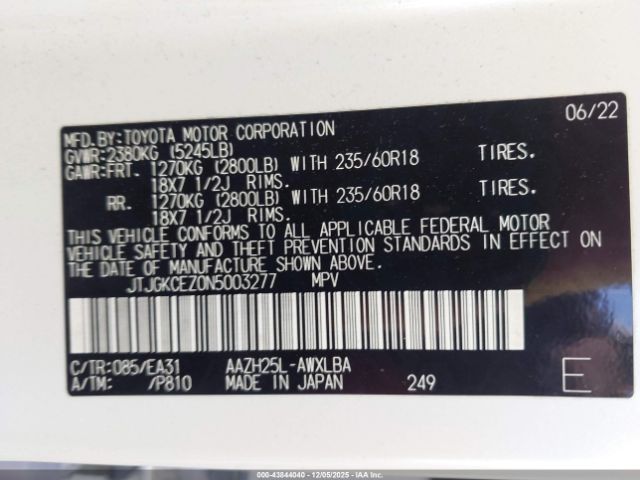 06/22
MFD.BY:TOYOTA MOTOR CORPORATION
GVWR:2380KG (5245LB)
GAWR:FRT. 1270KG (2800LB) WITH 235/60R18 TIRES.
18X7 1/2J RIMS.
RR. 1270KG (2800LB) WITH 235/60R18 TIRES.
18X7 1/2J RIMS.
THIS VEHICLE CONFORMS TO ALL APPLICABLE FEDERAL MOTOR
VEHICLE SAFETY AND THEFT PREVENTION STANDARDS IN EFFECT ON
THE DATE OF MANUFACTURE SHOWN ABOVE.
JTJGKCEZ0N5003277 MPV
C/TR:085/EA31 AAZH25L-AWXLBA
A/TM: /P810 MADE IN JAPAN 249 E
000-43844040 - 12/05/2025 - IAA Inc.